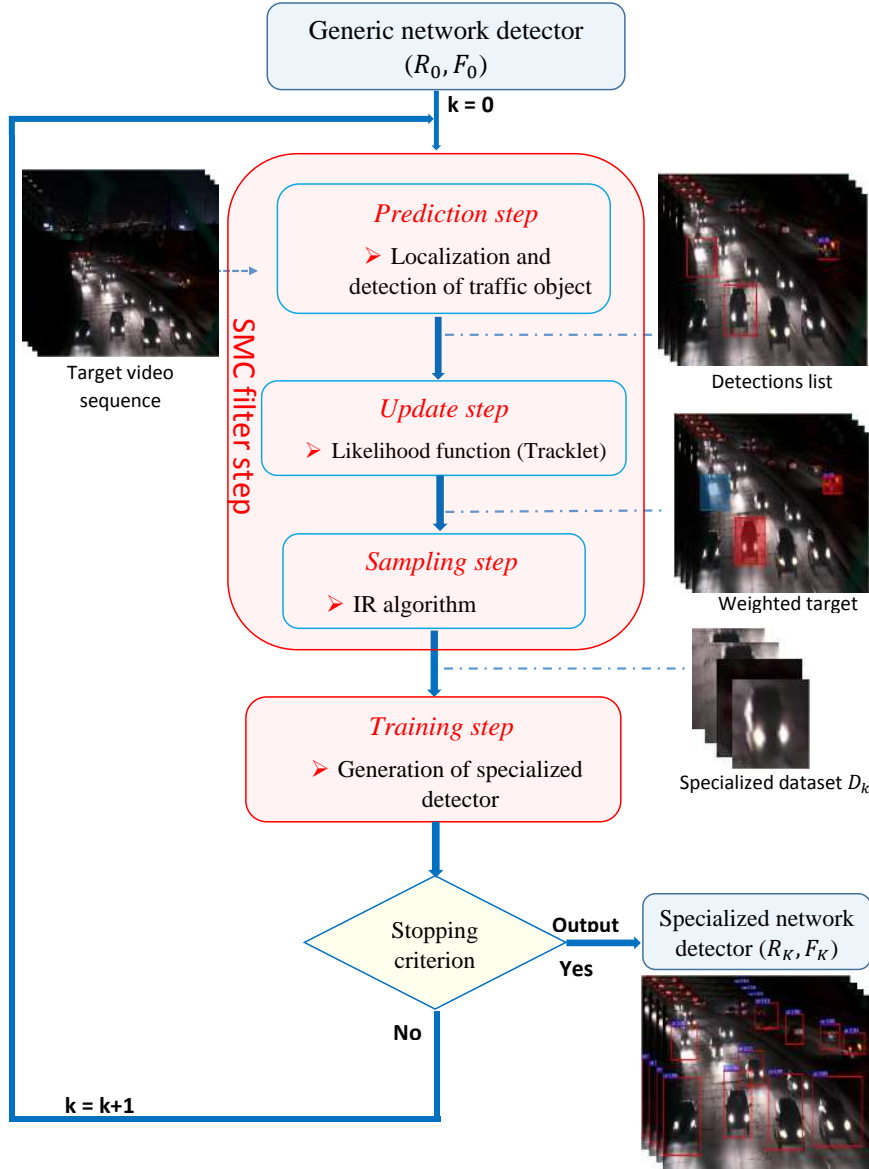 Generic network detector
(R₀, F₀)
k = 0
Prediction step
➢ Localization and
detection of traffic object
Target video
sequence
Detections list
SMC filter step
Update step
➢ Likelihood function (Tracklet)
Weighted target
Sampling step
➢ IR algorithm
Training step
➢ Generation of specialized
detector
Specialized dataset Dₖ
Stopping
criterion
Output
Yes
Specialized network
detector (R_K, F_K)
No
k = k+1